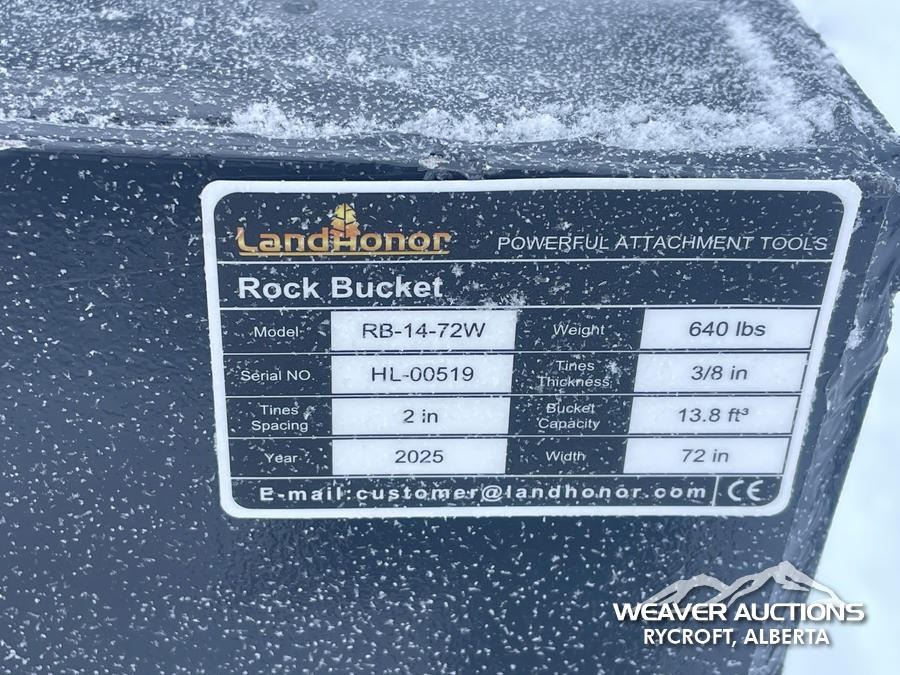 LandHonor POWERFUL ATTACHMENT TOOLS
Rock Bucket
Model RB-14-72W Weight 640 lbs
Serial NO. HL-00519 Tines Thickness 3/8 in
Tines Spacing 2 in Bucket Capacity 13.8 ft³
Year 2025 Width 72 in
E-mail:customer@landhonor.com CE
WEAVER AUCTIONS
RYCROFT, ALBERTA